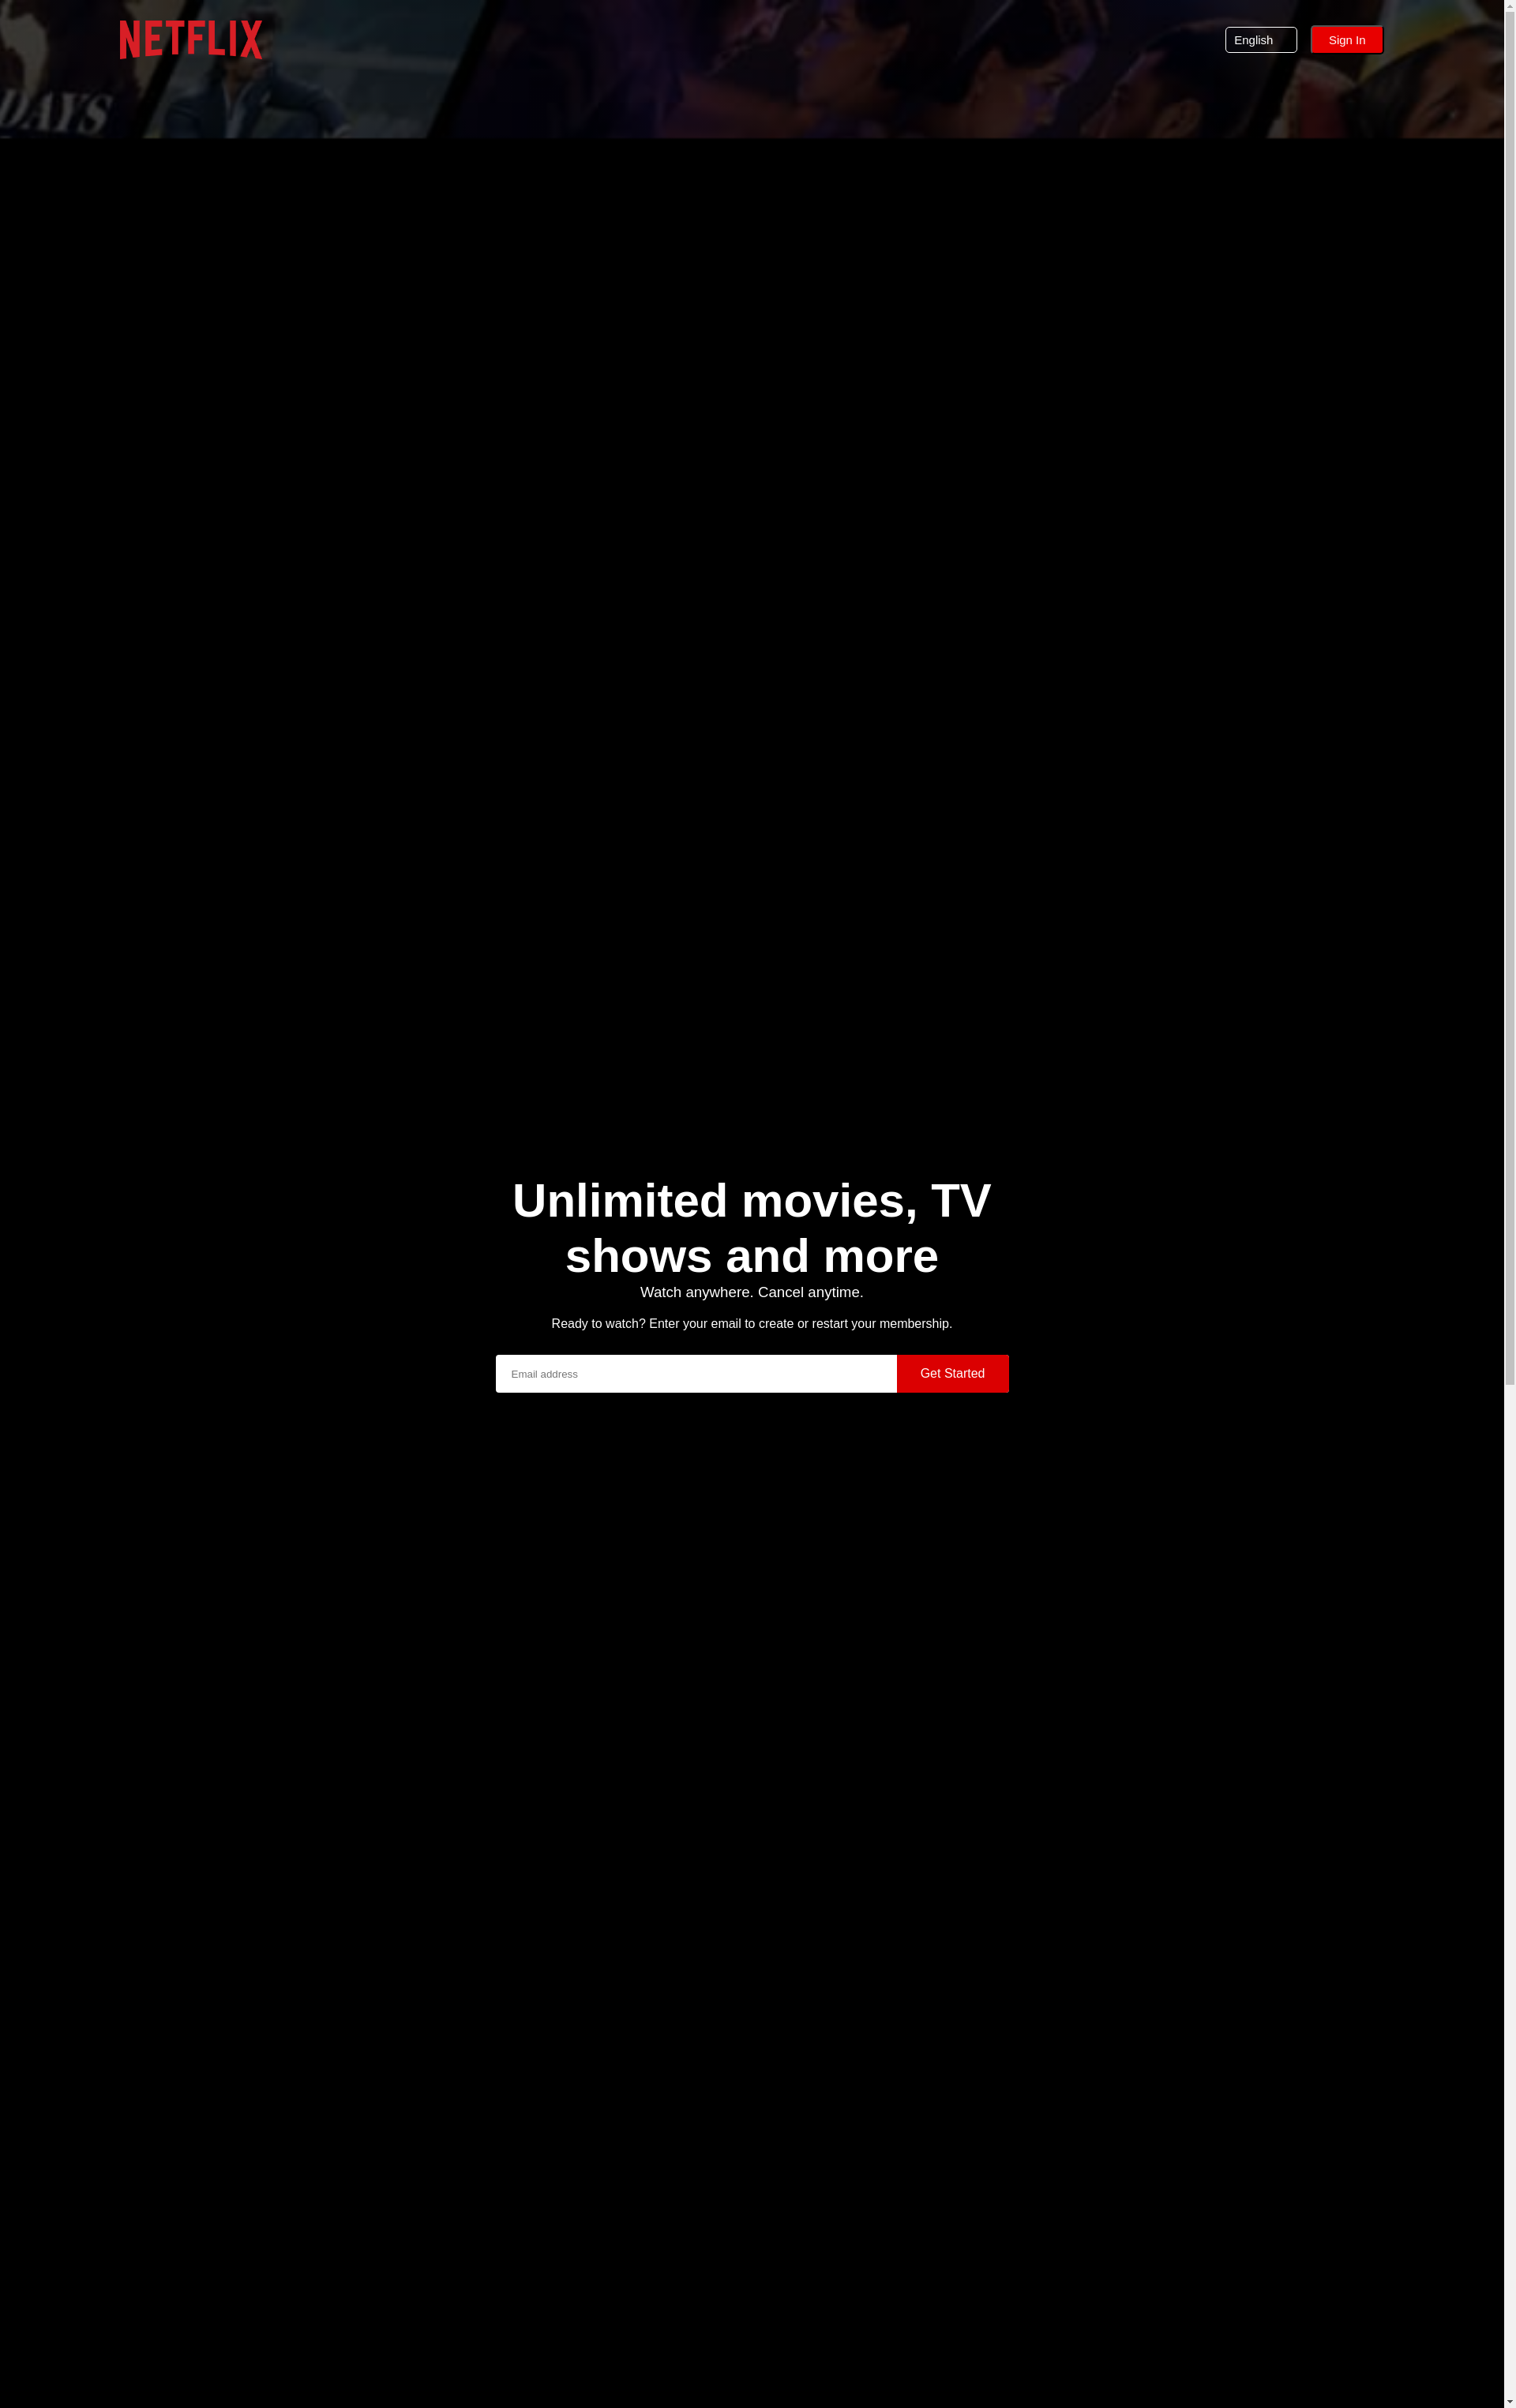 NETFLIX
English
Sign In
DAYS
Unlimited movies, TV
shows and more
Watch anywhere. Cancel anytime.
Ready to watch? Enter your email to create or restart your membership.
Email address
Get Started